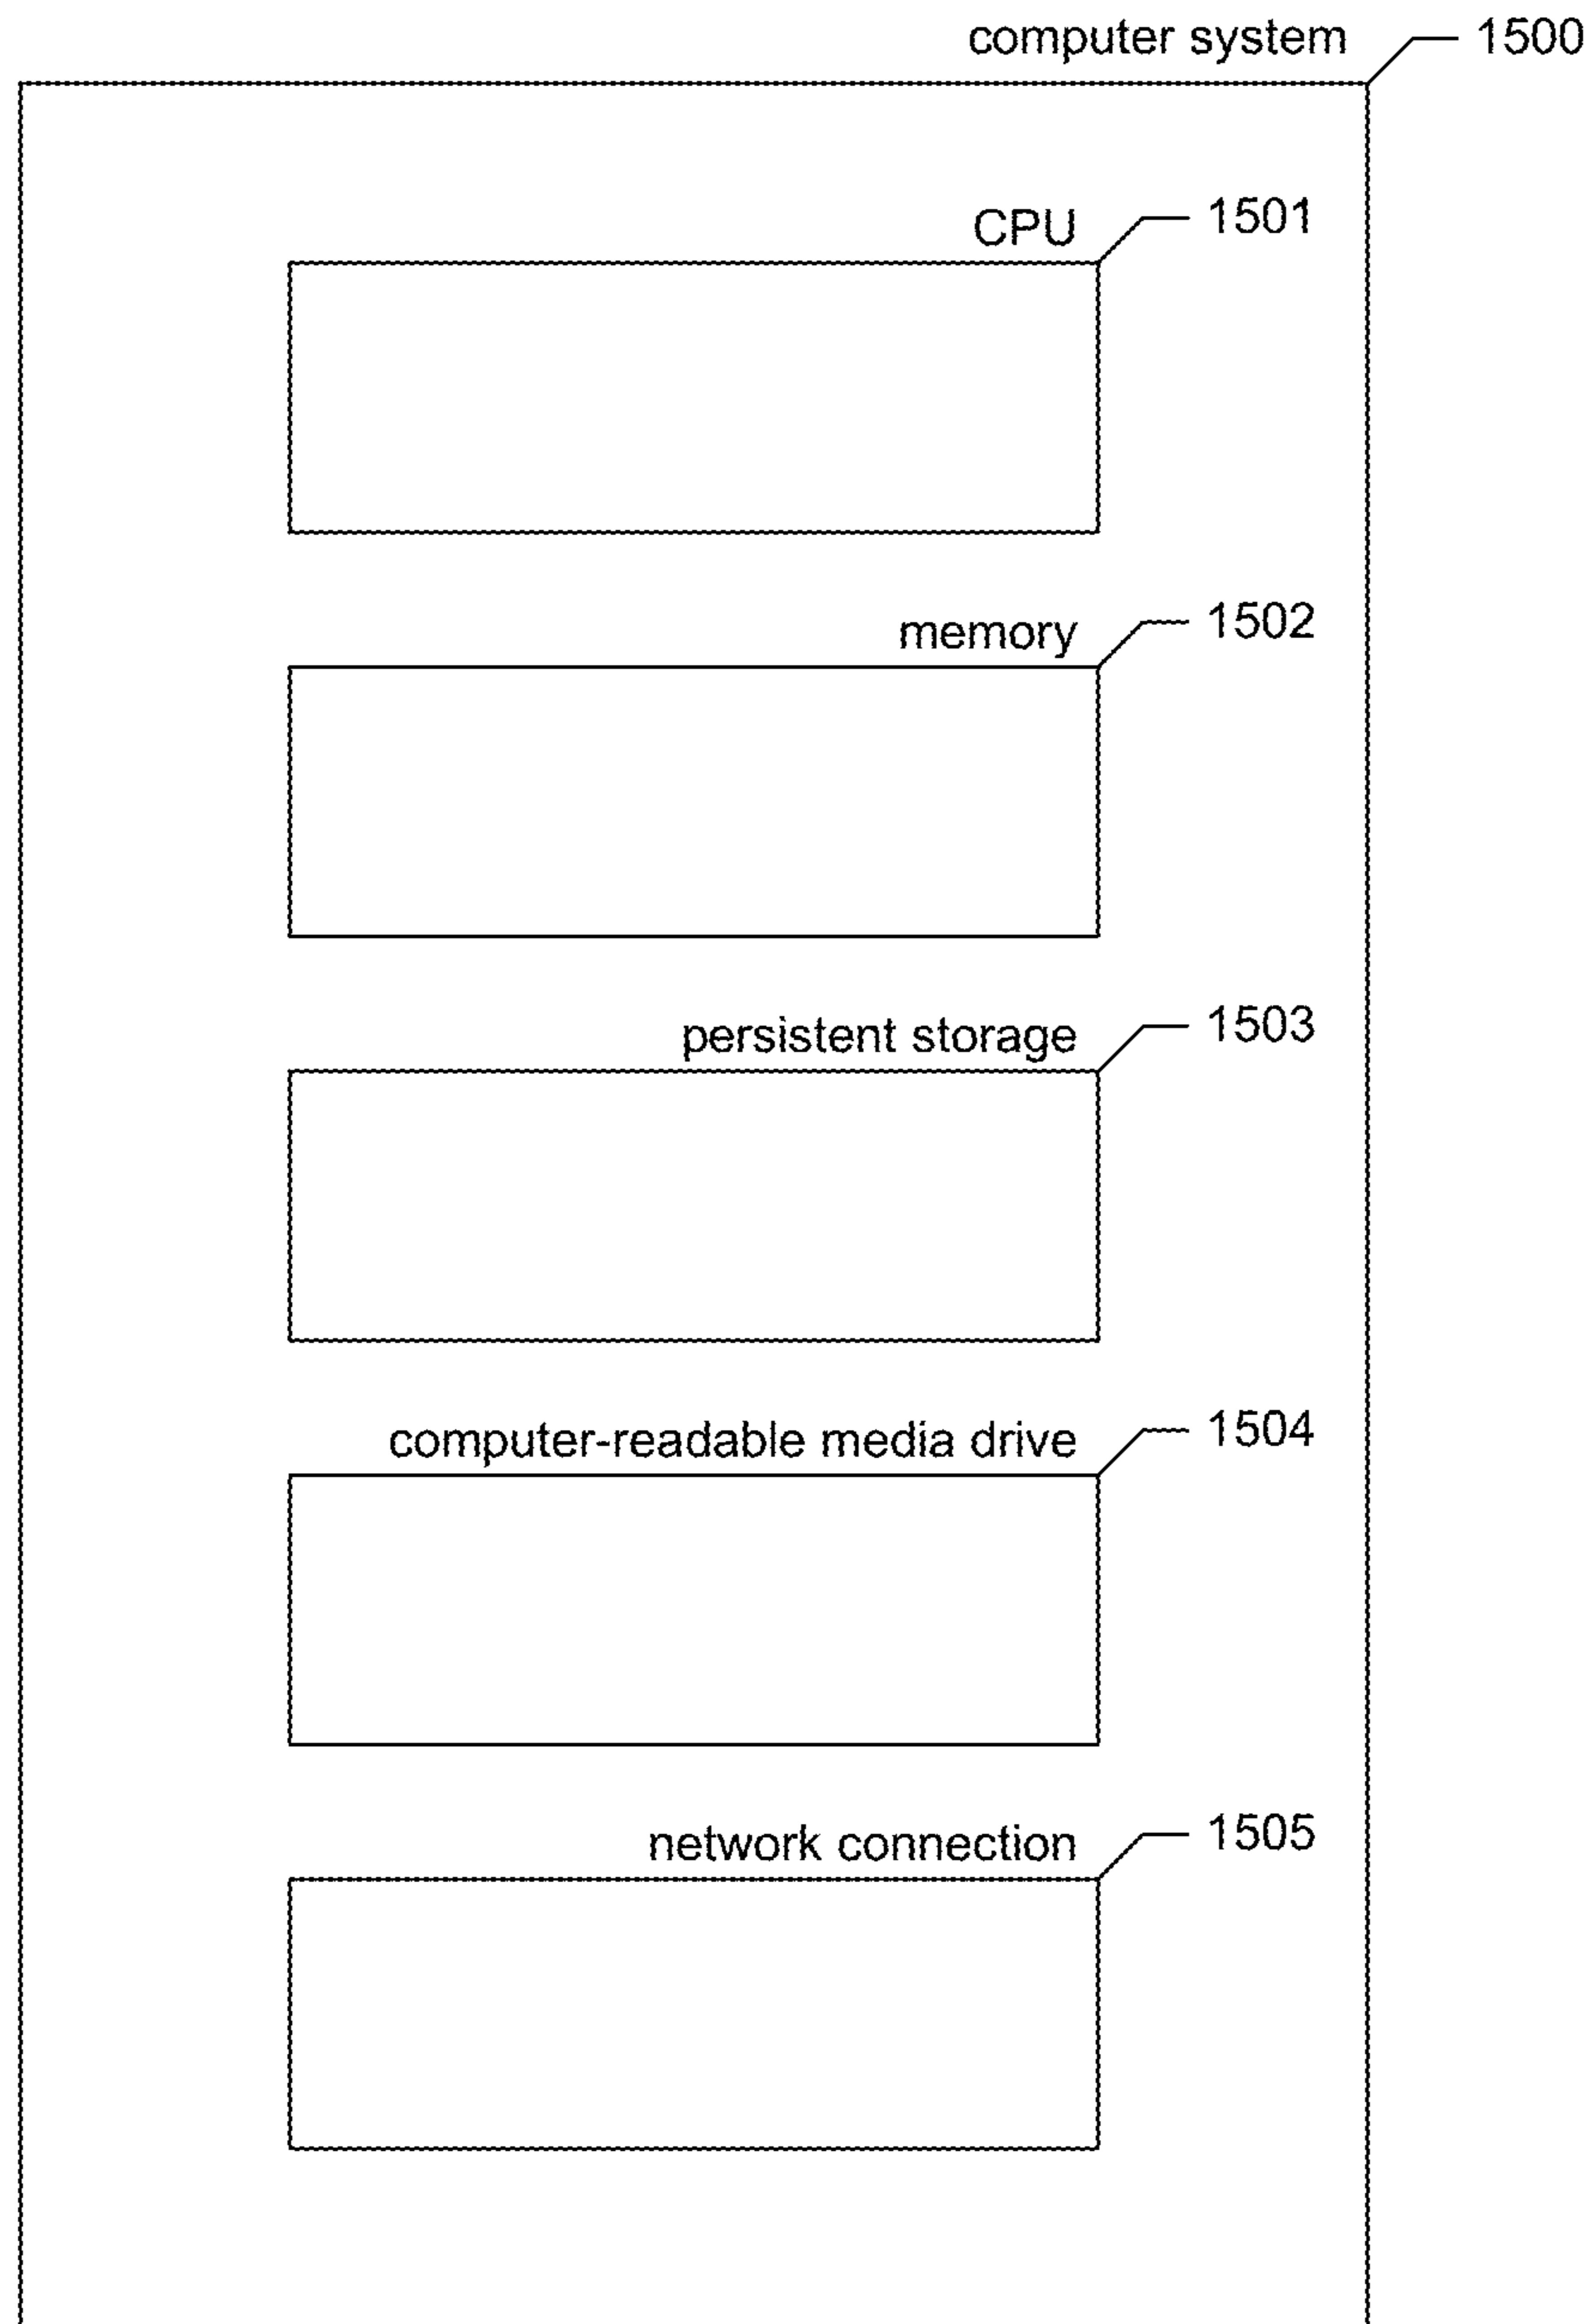 computer system 1500
CPU 1501
memory 1502
persistent storage 1503
computer-readable media drive 1504
network connection 1505